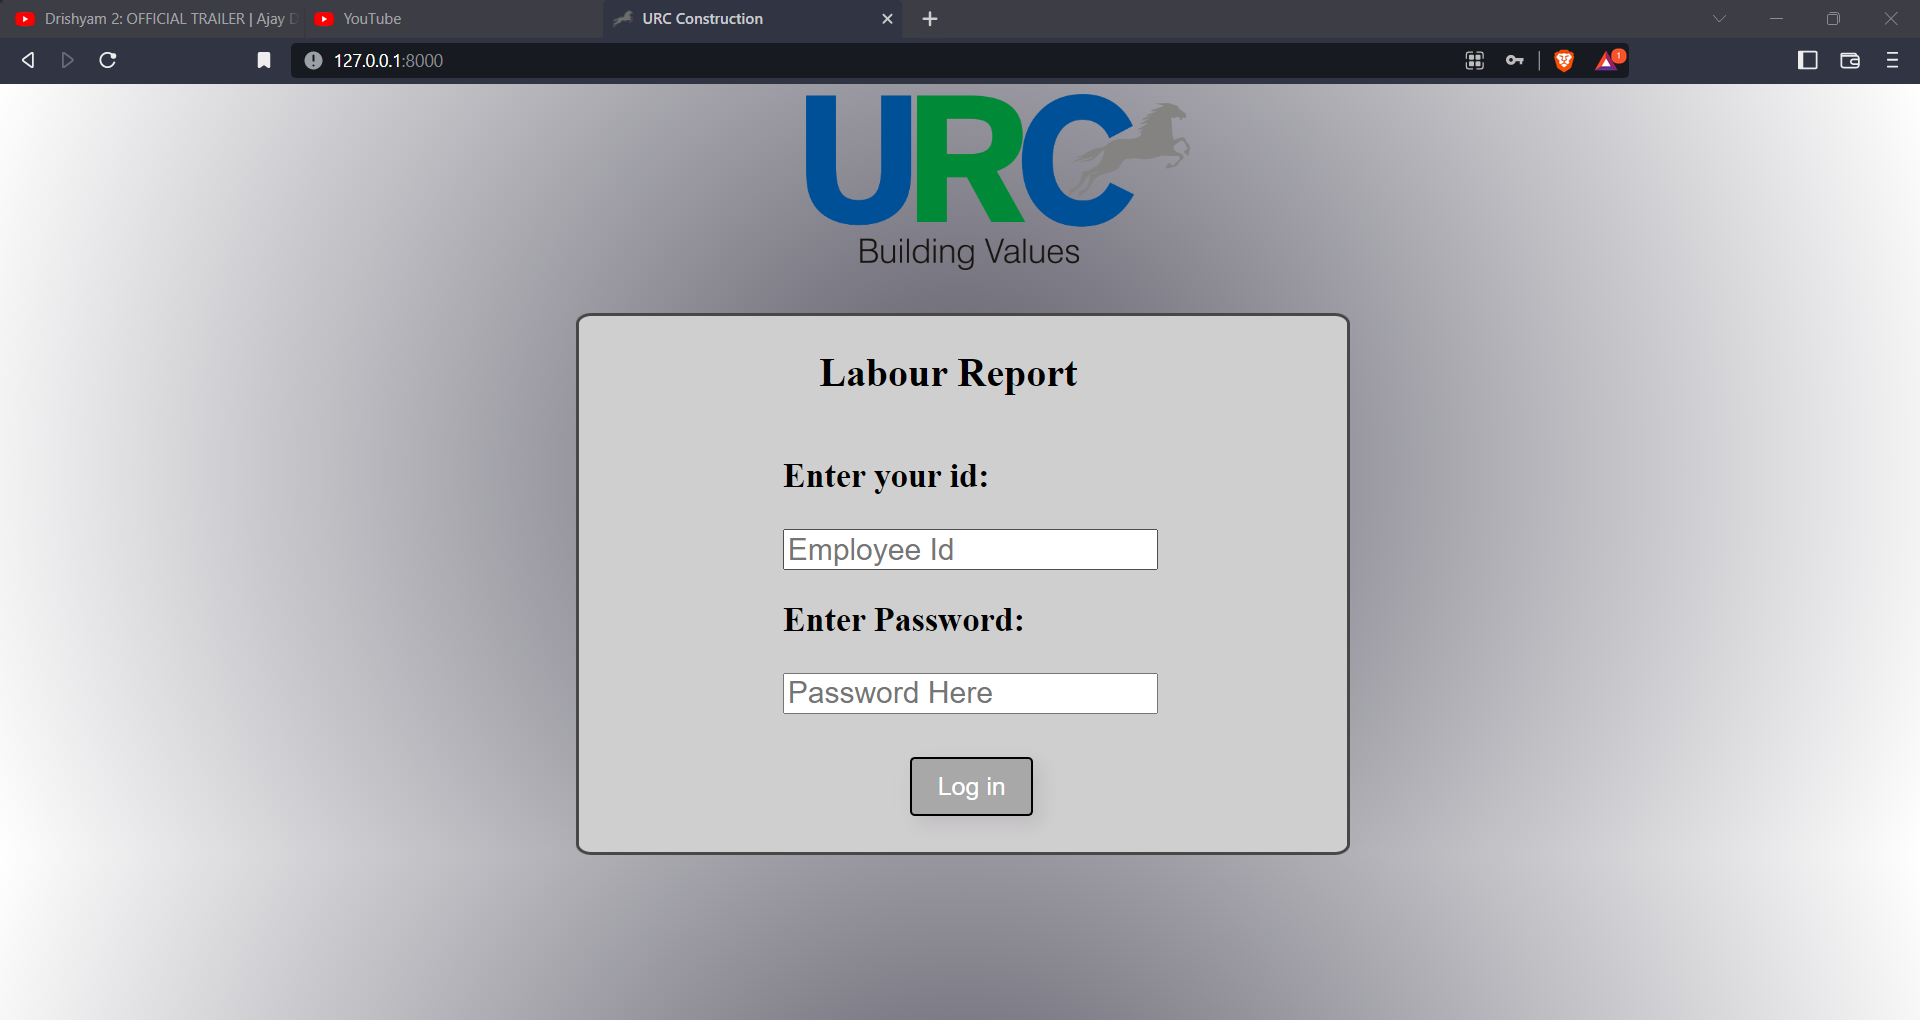 Drishyam 2: OFFICIAL TRAILER | Ajay D
YouTube
URC Construction
127.0.0.1:8000
1
URC
Building Values
Labour Report
Enter your id:
Employee Id
Enter Password:
Password Here
Log in